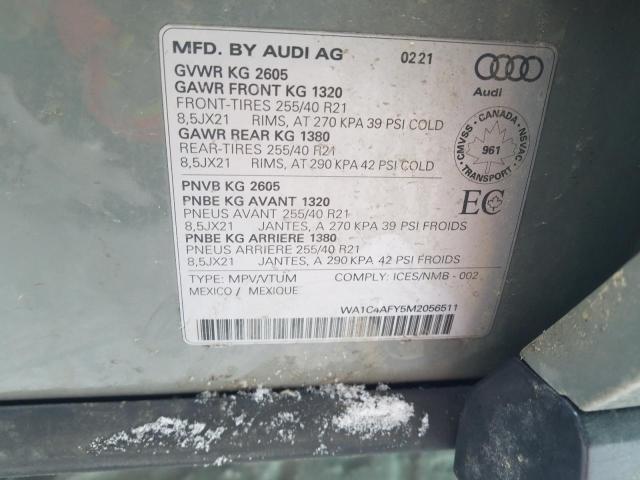 MFD. BY AUDI AG 02 21
Audi
GVWR KG 2605
GAWR FRONT KG 1320
FRONT-TIRES 255/40 R21
8,5JX21 RIMS, AT 270 KPA 39 PSI COLD
GAWR REAR KG 1380
REAR-TIRES 255/40 R21
8,5JX21 RIMS, AT 290 KPA 42 PSI COLD
CMVSS - CANADA - NSVAC
961
TRANSPORT
PNVB KG 2605
PNBE KG AVANT 1320
PNEUS AVANT 255/40 R21
8,5JX21 JANTES, A 270 KPA 39 PSI FROIDS
PNBE KG ARRIERE 1380
PNEUS ARRIERE 255/40 R21
8,5JX21 JANTES, A 290 KPA 42 PSI FROIDS
EC
TYPE: MPV/VTUM COMPLY: ICES/NMB - 002
MEXICO / MEXIQUE
WA1C4AFY5M2056511